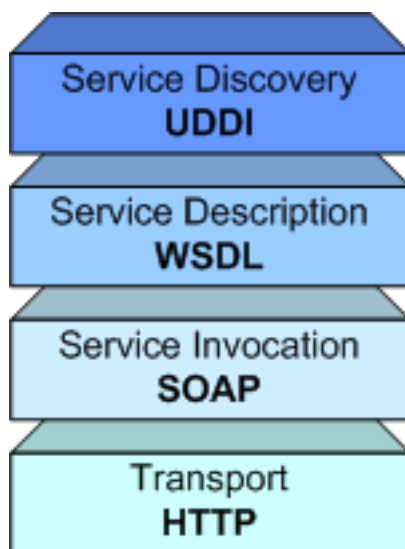 Service Discovery
UDDI
Service Description
WSDL
Service Invocation
SOAP
Transport
HTTP